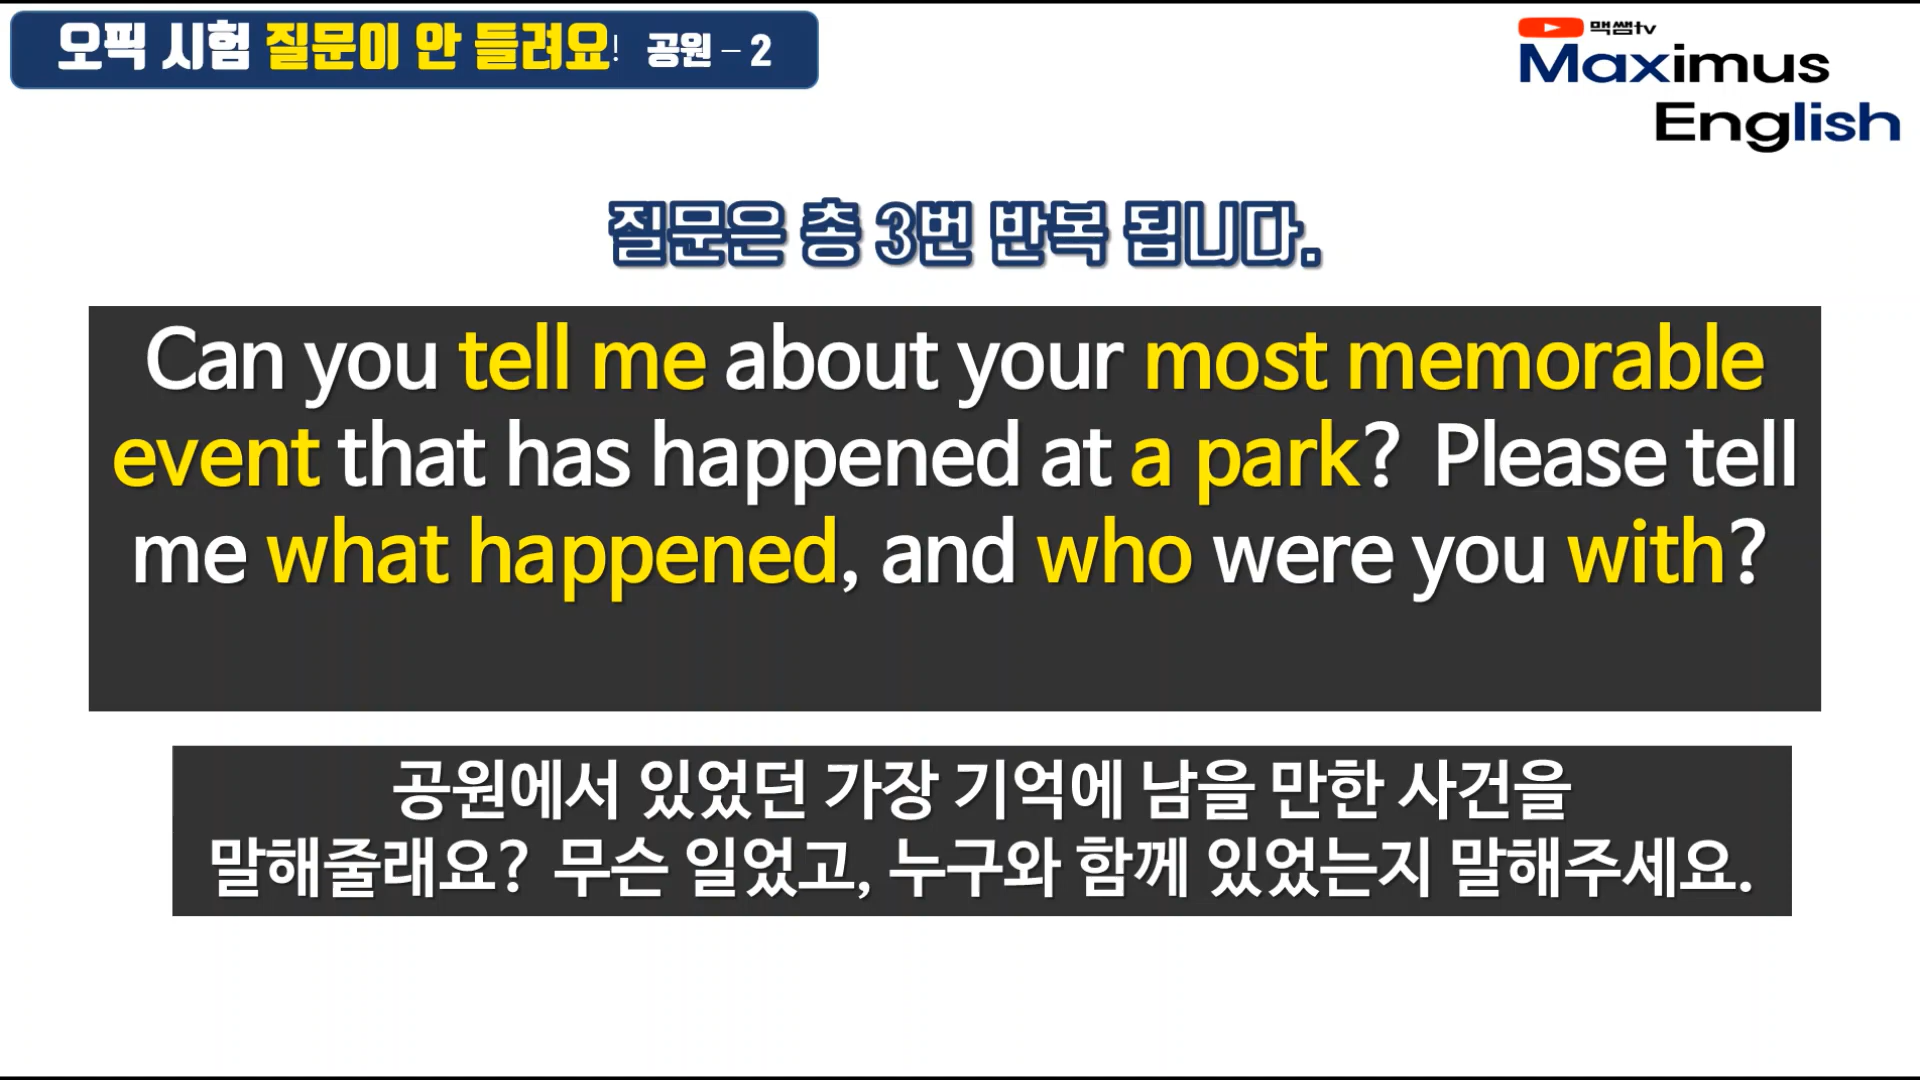 오픽 시험 질문이 안 들려요! 공원 – 2
맥쌤tv
Maximus
English
질문은 총 3번 반복 됩니다.
Can you tell me about your most memorable
event that has happened at a park? Please tell
me what happened, and who were you with?
공원에서 있었던 가장 기억에 남을 만한 사건을
말해줄래요? 무슨 일었고, 누구와 함께 있었는지 말해주세요.